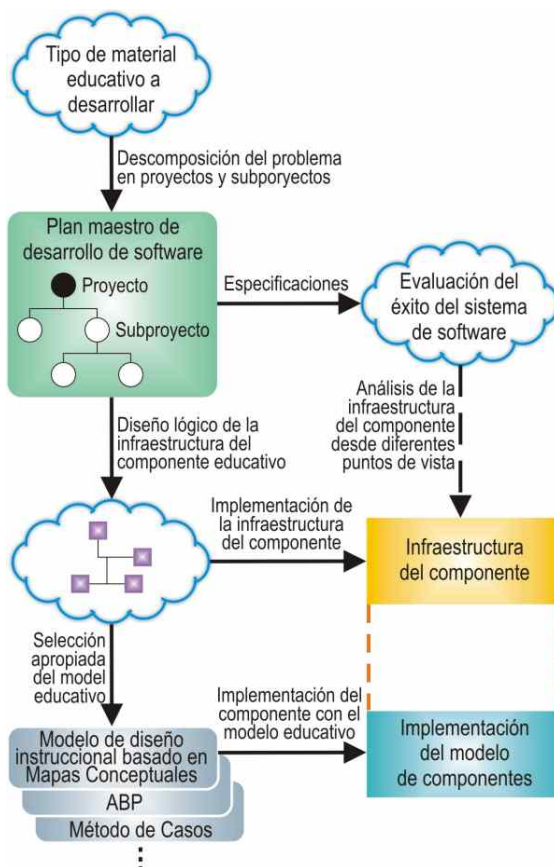 Tipo de material
educativo a
desarrollar
Descomposición del problema
en proyectos y suboryectos
Plan maestro de
desarrollo de software
Proyecto
Subproyecto
Especificaciones
Evaluación del
éxito del sistema
de software
Análisis de la
infraestructura
del componente
desde diferentes
puntos de vista
Diseño lógico de la
infraestructura del
componente educativo
Implementación de
la infraestructura
del componente
Infraestructura
del componente
Selección
apropiada
del model
educativo
Implementación del
componente con el
modelo educativo
Modelo de diseño
instruccional basado en
Mapas Conceptuales
ABP
Método de Casos
Implementación
del modelo
de componentes